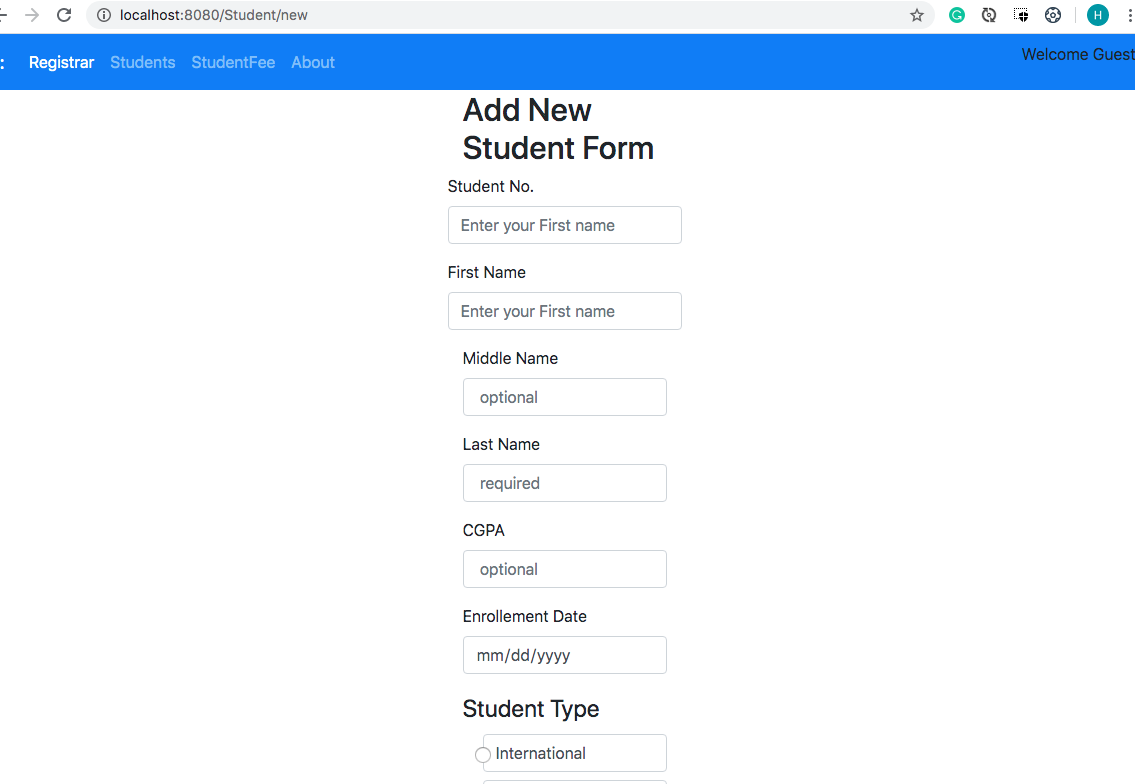 localhost:8080/Student/new
H
: Registrar Students StudentFee About Welcome Guest
Add New
Student Form
Student No.
Enter your First name
First Name
Enter your First name
Middle Name
optional
Last Name
required
CGPA
optional
Enrollement Date
mm/dd/yyyy
Student Type
International